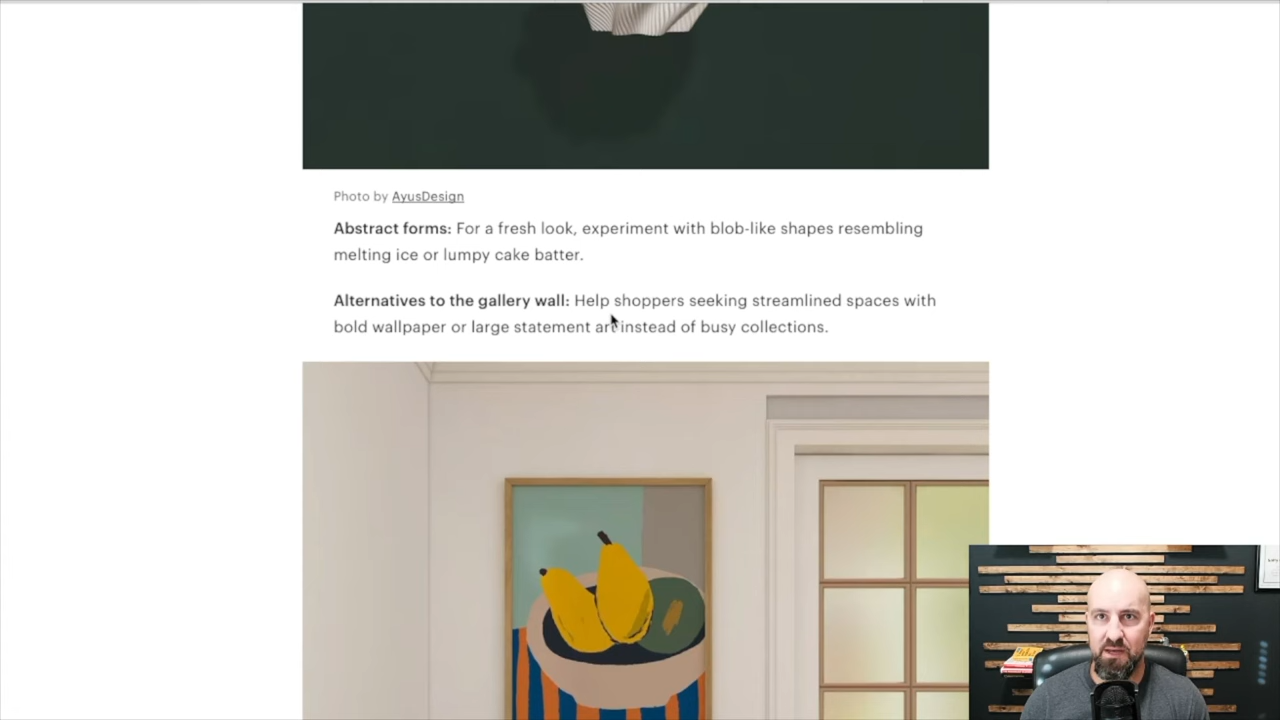 Photo by AyusDesign
Abstract forms: For a fresh look, experiment with blob-like shapes resembling
melting ice or lumpy cake batter.
Alternatives to the gallery wall: Help shoppers seeking streamlined spaces with
bold wallpaper or large statement art instead of busy collections.